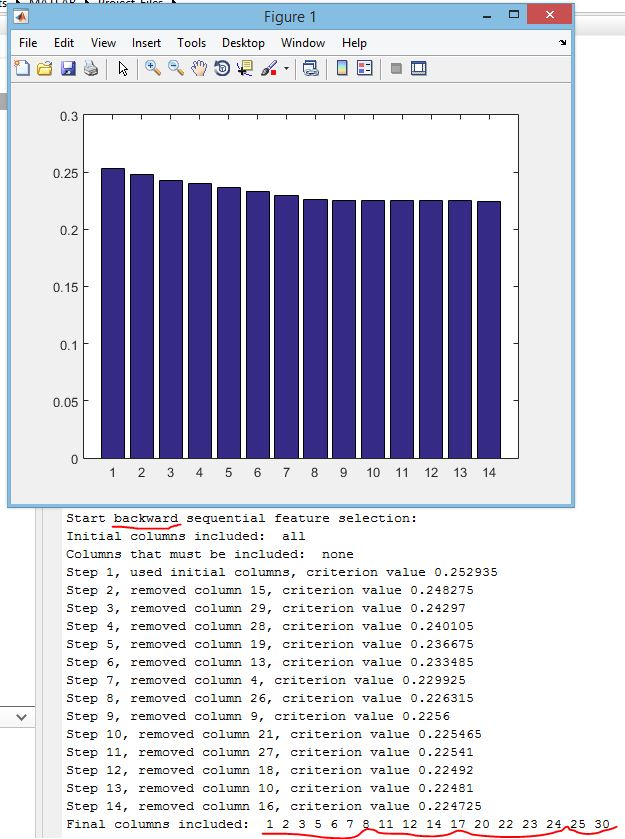 MATLAB Project_Files
Figure 1
File Edit View Insert Tools Desktop Window Help
0.3
0.25
0.2
0.15
0.1
0.05
0
1 2 3 4 5 6 7 8 9 10 11 12 13 14
Start backward sequential feature selection:
Initial columns included:  all
Columns that must be included:  none
Step 1, used initial columns, criterion value 0.252935
Step 2, removed column 15, criterion value 0.248275
Step 3, removed column 29, criterion value 0.24297
Step 4, removed column 28, criterion value 0.240105
Step 5, removed column 19, criterion value 0.236675
Step 6, removed column 13, criterion value 0.233485
Step 7, removed column 4, criterion value 0.229925
Step 8, removed column 26, criterion value 0.226315
Step 9, removed column 9, criterion value 0.2256
Step 10, removed column 21, criterion value 0.225465
Step 11, removed column 27, criterion value 0.22541
Step 12, removed column 18, criterion value 0.22492
Step 13, removed column 10, criterion value 0.22481
Step 14, removed column 16, criterion value 0.224725
Final columns included:  1 2 3 5 6 7 8 11 12 14 17 20 22 23 24 25 30